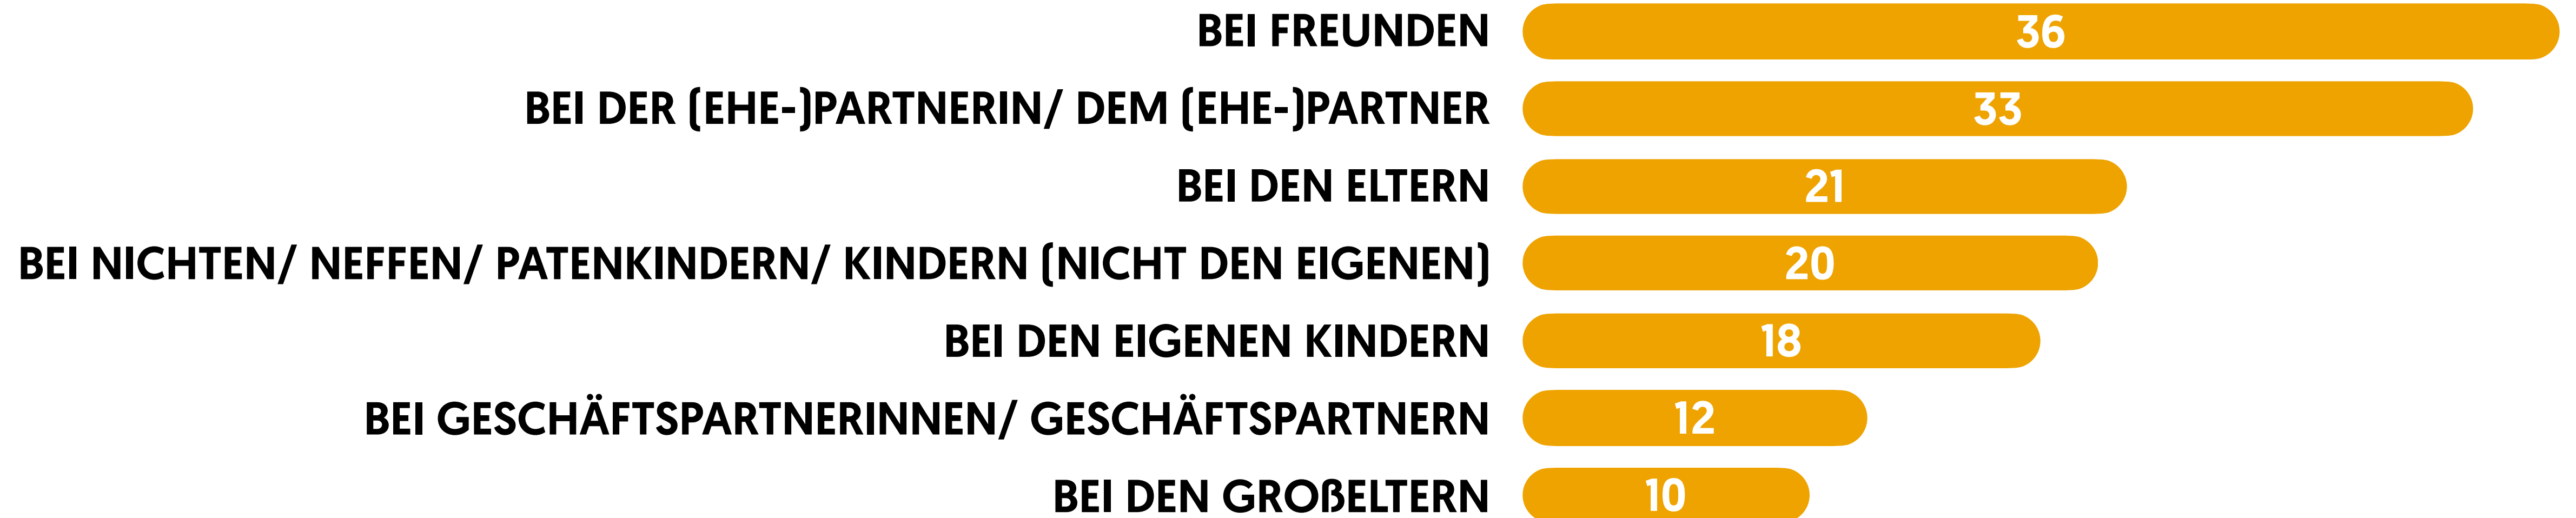 BEI FREUNDEN 36
BEI DER (EHE-)PARTNERIN/ DEM (EHE-)PARTNER 33
BEI DEN ELTERN 21
BEI NICHTEN/ NEFFEN/ PATENKINDERN/ KINDERN (NICHT DEN EIGENEN) 20
BEI DEN EIGENEN KINDERN 18
BEI GESCHÄFTSPARTNERINNEN/ GESCHÄFTSPARTNERN 12
BEI DEN GROßELTERN 10